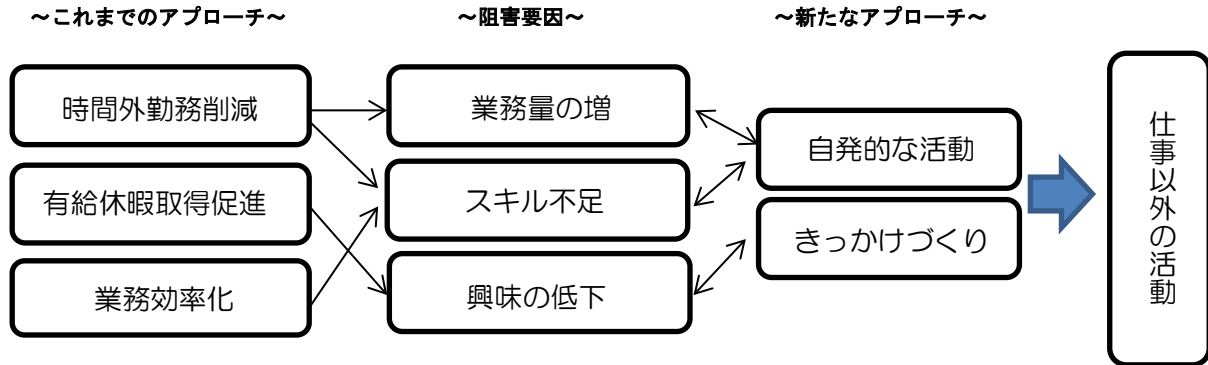 ～これまでのアプローチ～
～阻害要因～
～新たなアプローチ～
時間外勤務削減
業務量の増
有給休暇取得促進
スキル不足
業務効率化
興味の低下
自発的な活動
きっかけづくり
仕事以外の活動